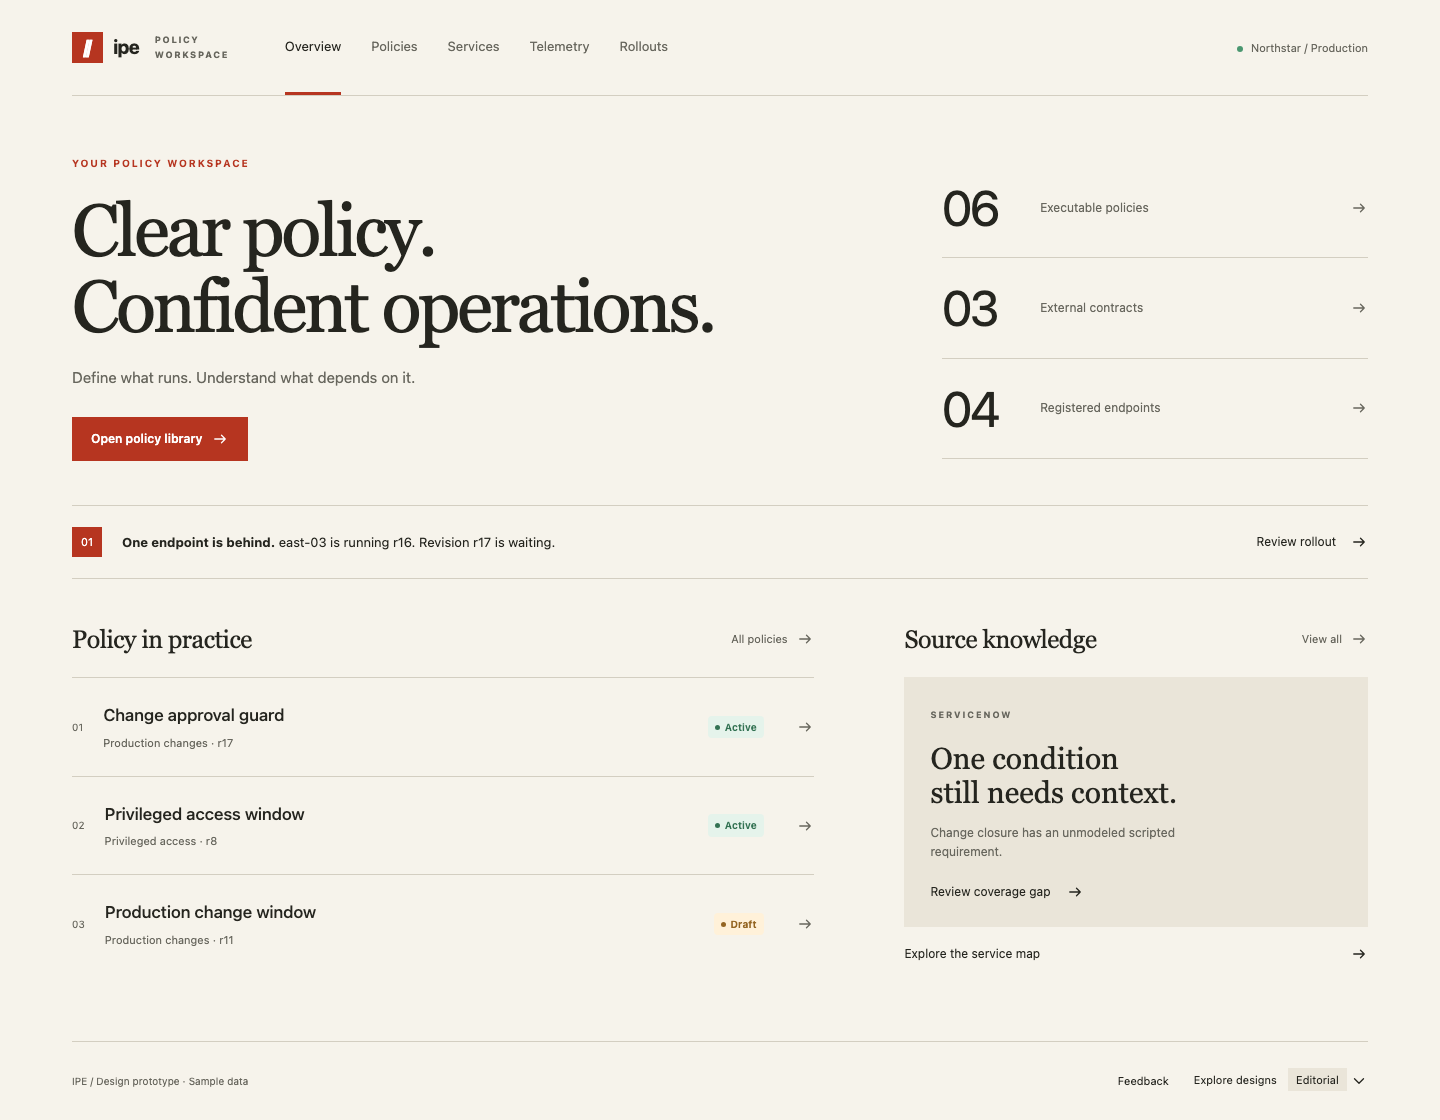 ipe
POLICY
WORKSPACE
Overview
Policies
Services
Telemetry
Rollouts
Northstar / Production
YOUR POLICY WORKSPACE
Clear policy.
Confident operations.
Define what runs. Understand what depends on it.
Open policy library
06 Executable policies
03 External contracts
04 Registered endpoints
01 One endpoint is behind. east-03 is running r16. Revision r17 is waiting.
Review rollout
Policy in practice
All policies
01 Change approval guard
Production changes · r17
Active
02 Privileged access window
Privileged access · r8
Active
03 Production change window
Production changes · r11
Draft
Source knowledge
View all
SERVICENOW
One condition
still needs context.
Change closure has an unmodeled scripted
requirement.
Review coverage gap
Explore the service map
IPE / Design prototype · Sample data
Feedback
Explore designs
Editorial